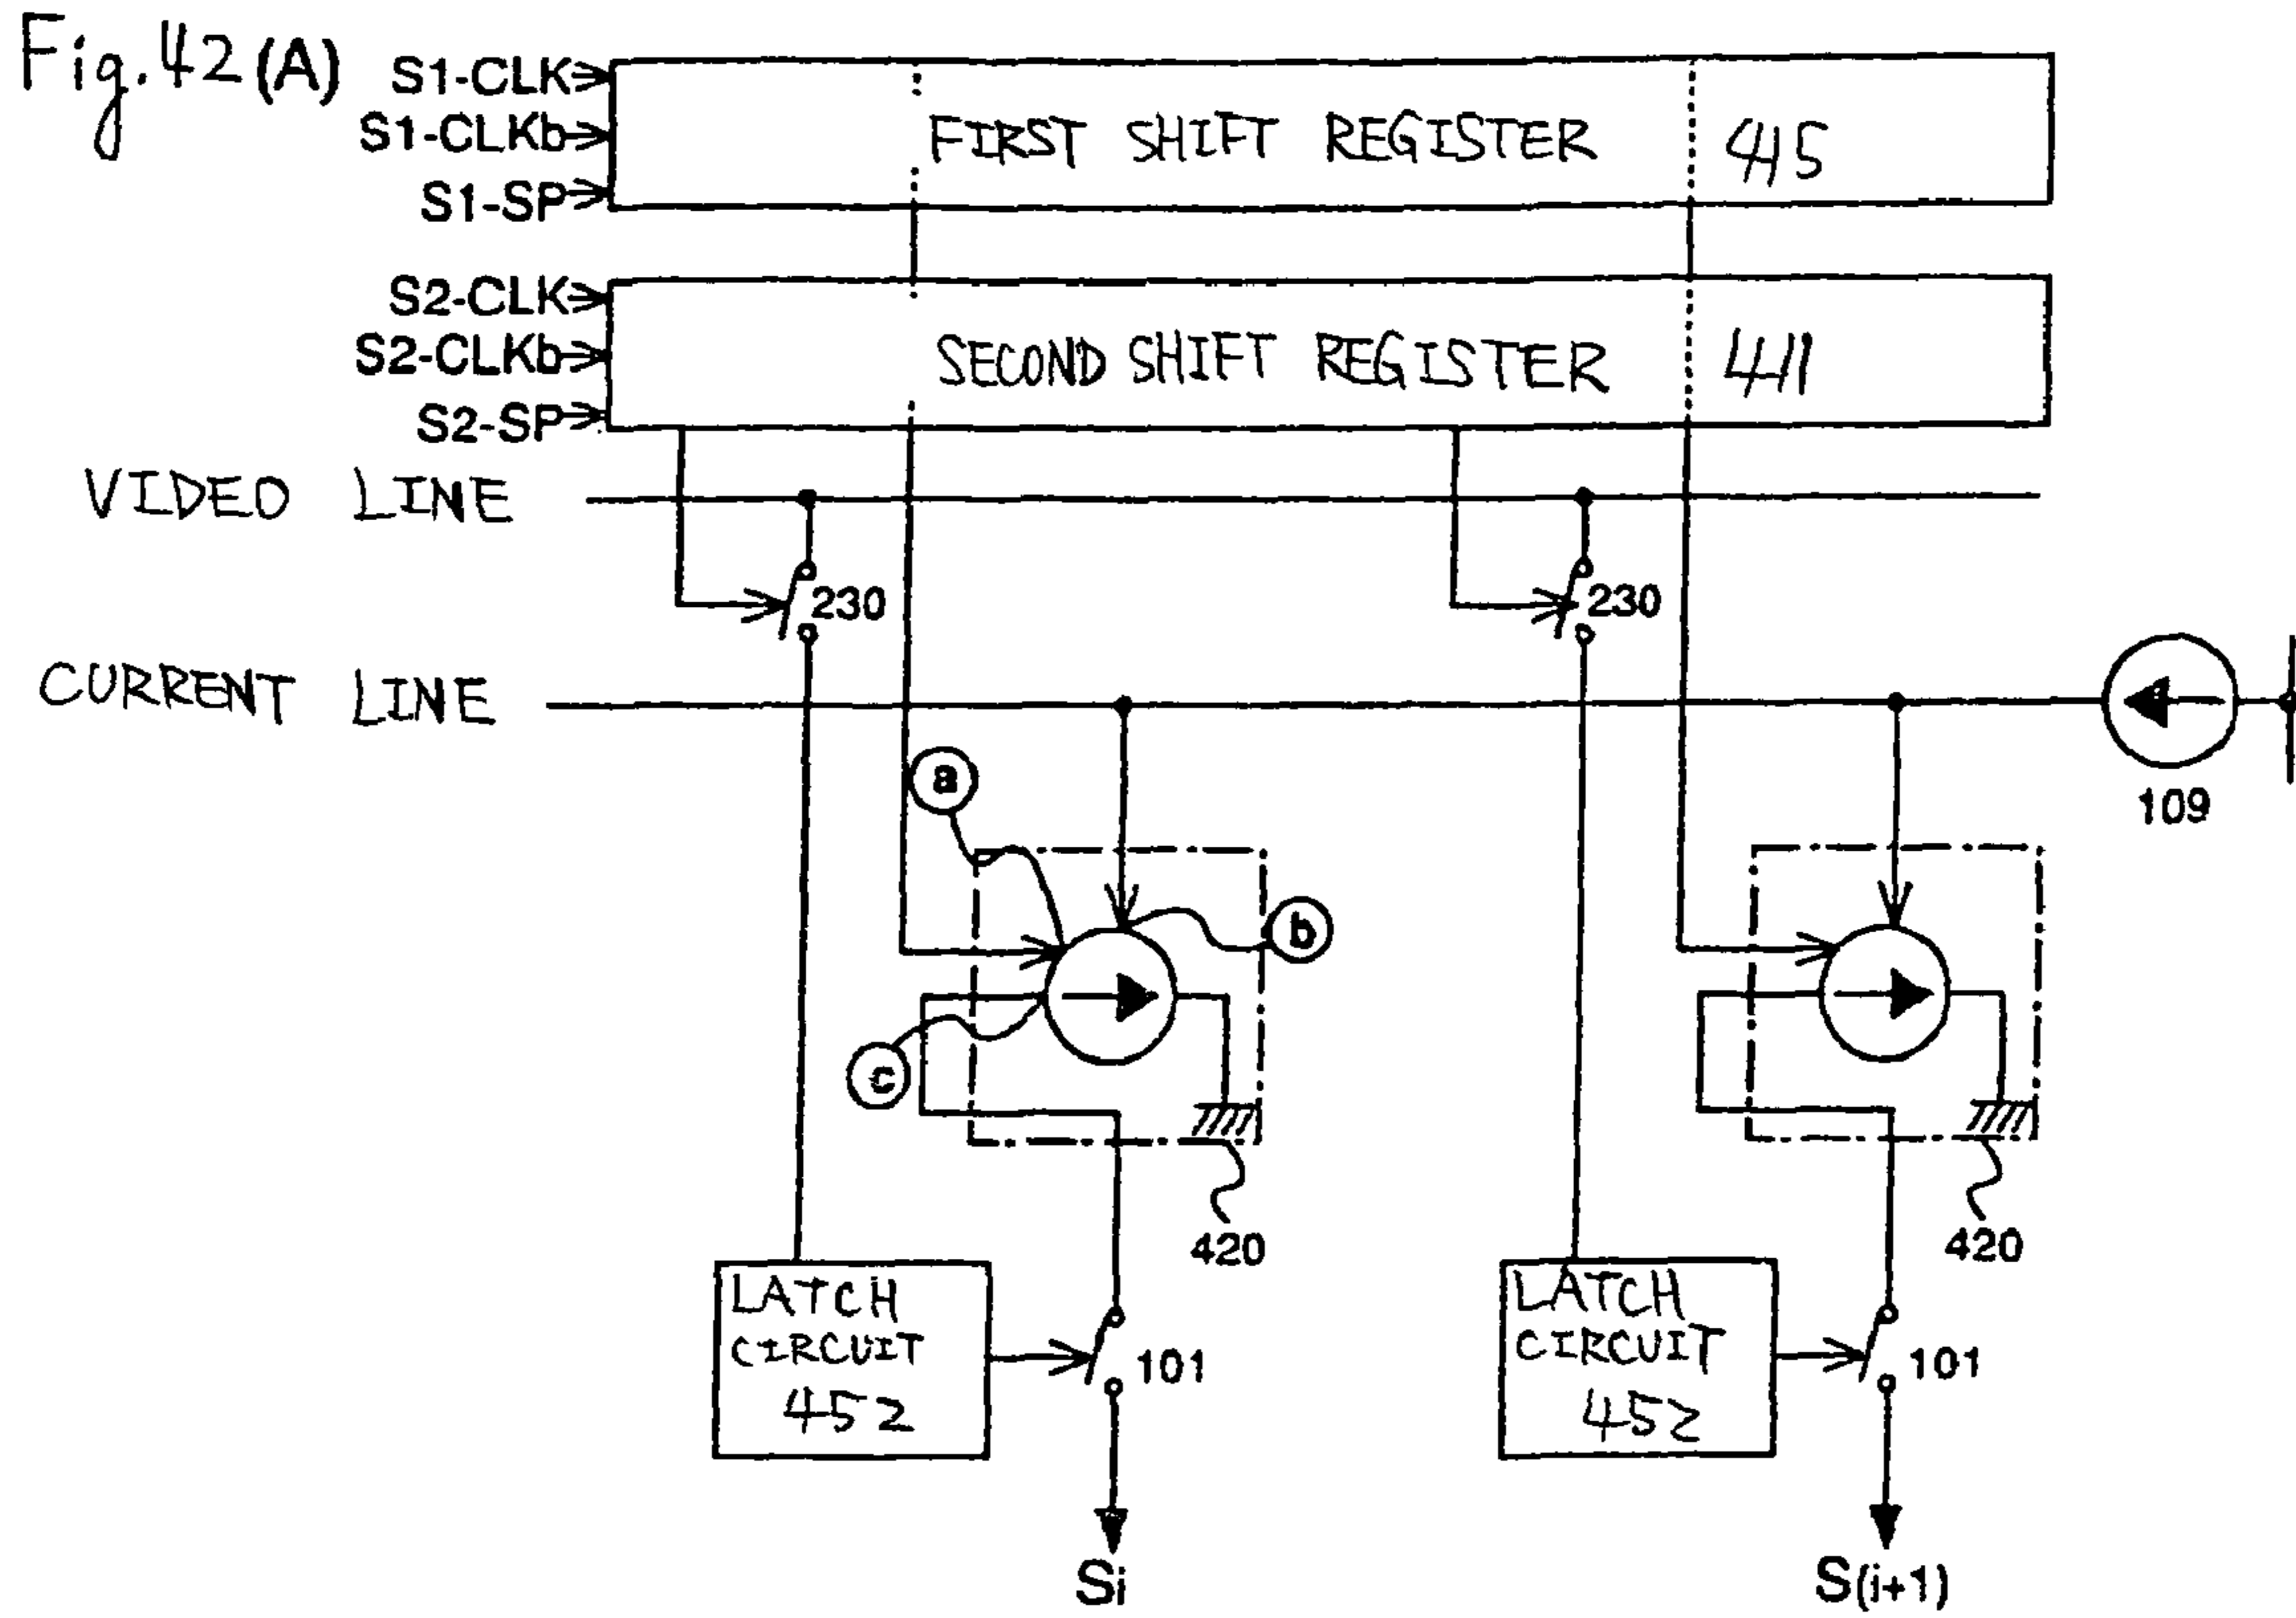 Fig.42(A)
S1-CLK
S1-CLKb
S1-SP
FIRST SHIFT REGISTER 415
S2-CLK
S2-CLKb
S2-SP
SECOND SHIFT REGISTER 411
VIDEO LINE
230
230
CURRENT LINE
109
a
b
c
420
420
LATCH
CIRCUIT
452
101
LATCH
CIRCUIT
452
101
Si
S(i+1)